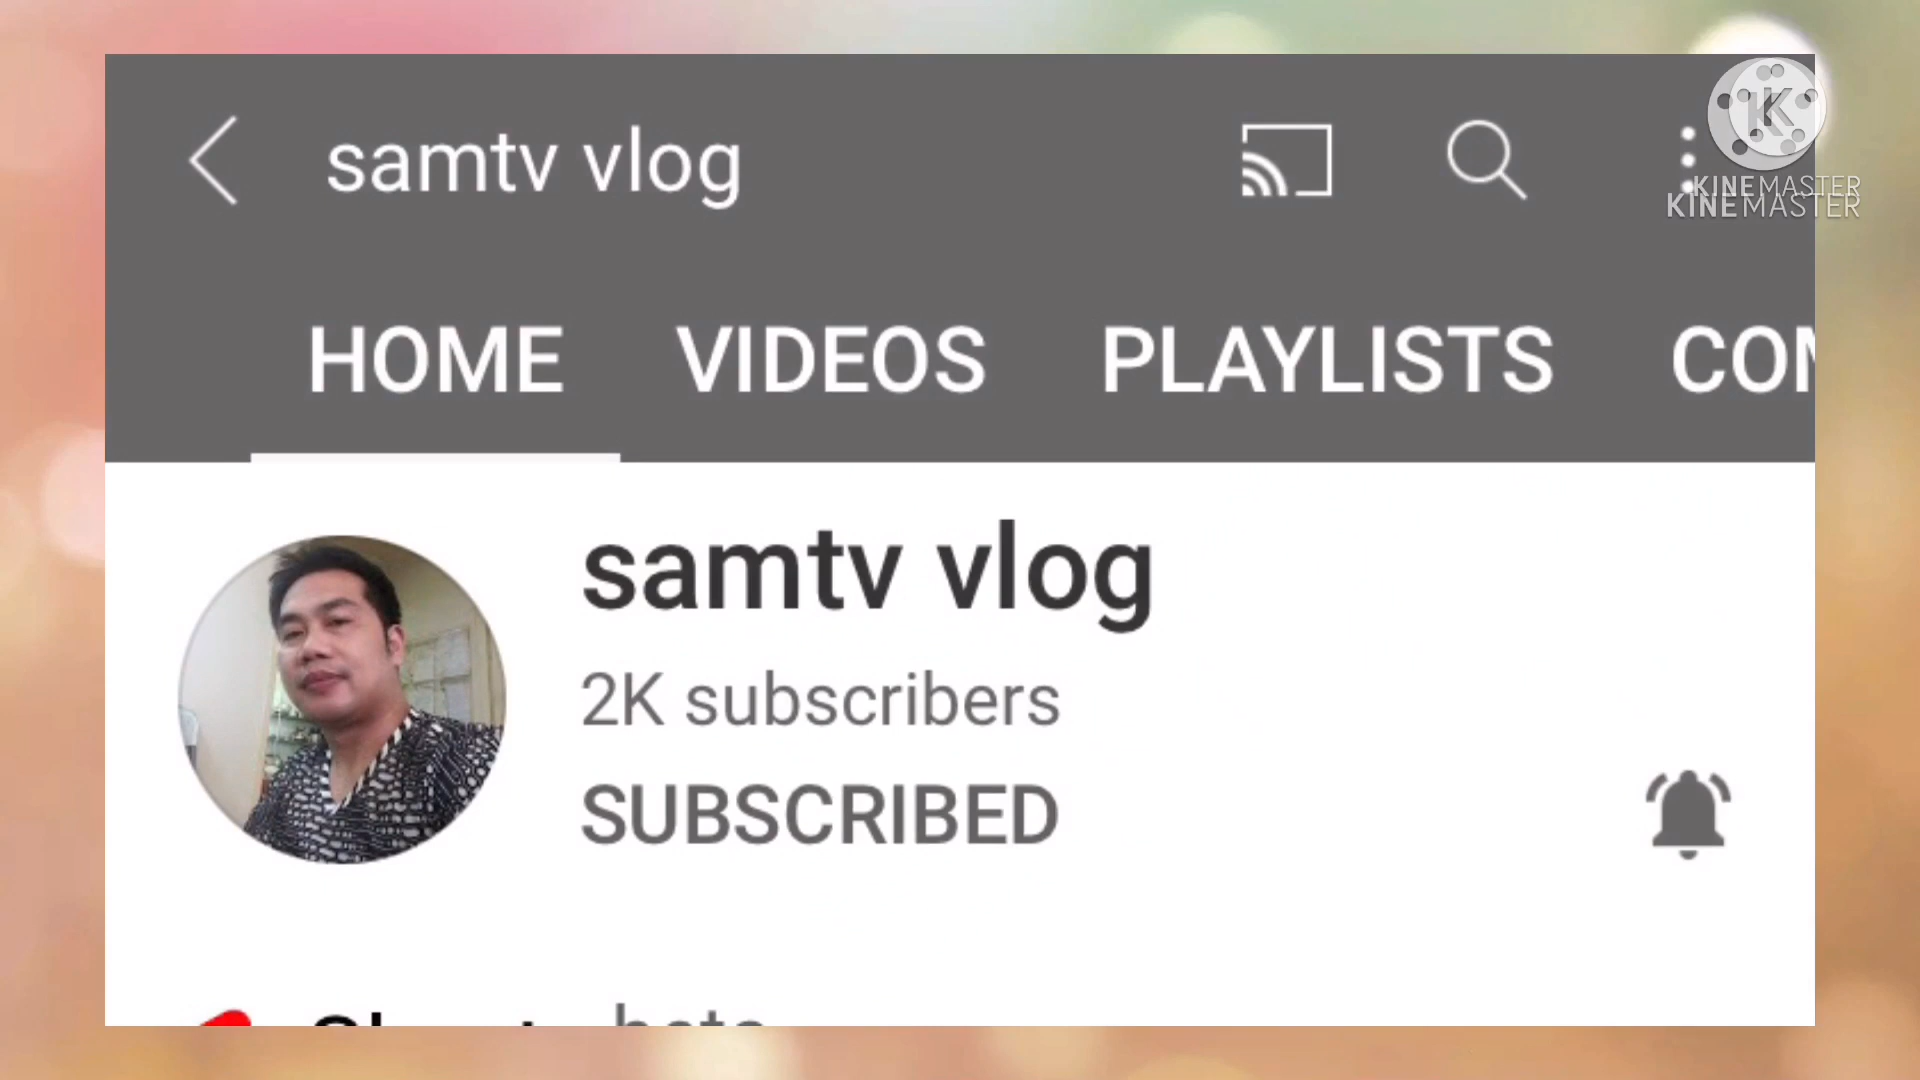 samtv vlog
KINEMASTER
KINEMASTER
HOME VIDEOS PLAYLISTS
samtv vlog
2K subscribers
SUBSCRIBED